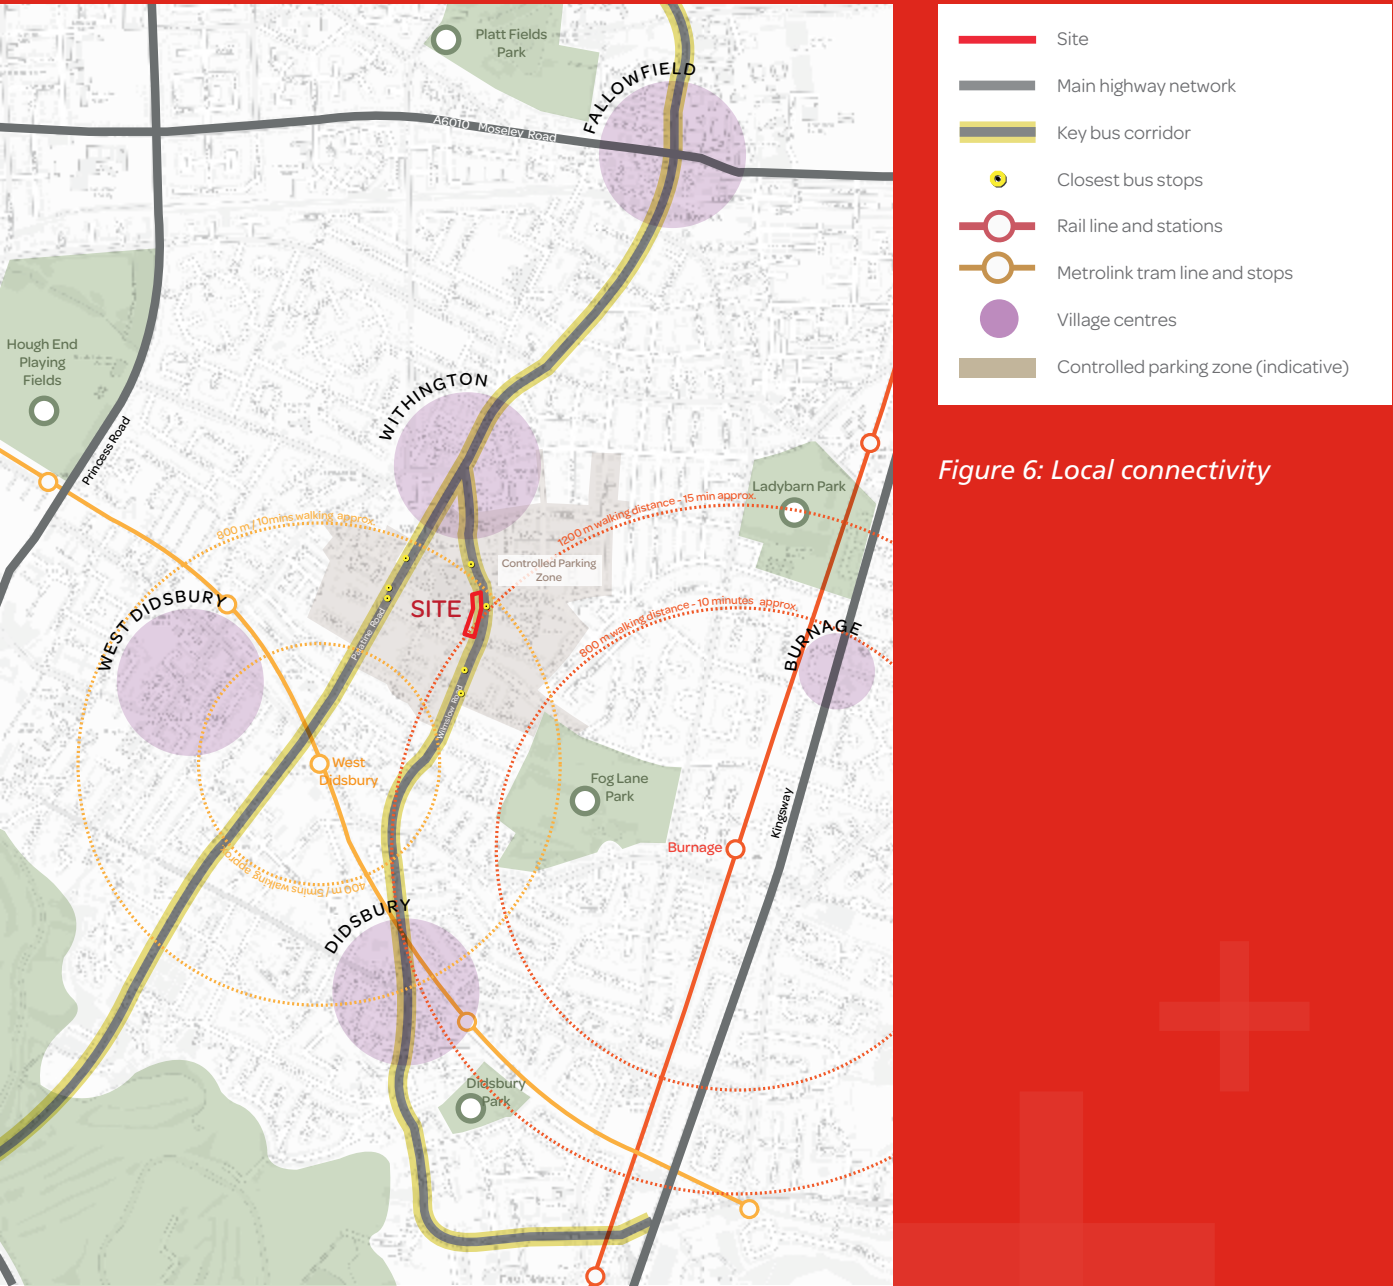 Platt Fields
Park
FALLOWFIELD
A6010 Moseley Road
Hough End
Playing
Fields
Princess Road
WITHINGTON
Ladybarn Park
1200 m walking distance - 15 min approx.
800 m / 10mins walking approx.
Controlled Parking
Zone
SITE
WEST DIDSBURY
Palatine Road
800 m walking distance - 10 minutes approx.
BURNAGE
Wilmslow Road
West
Didsbury
Fog Lane
Park
Kingsway
Burnage
400 m / 5mins walking approx.
DIDSBURY
Didsbury
Park
Site
Main highway network
Key bus corridor
Closest bus stops
Rail line and stations
Metrolink tram line and stops
Village centres
Controlled parking zone (indicative)
Figure 6: Local connectivity